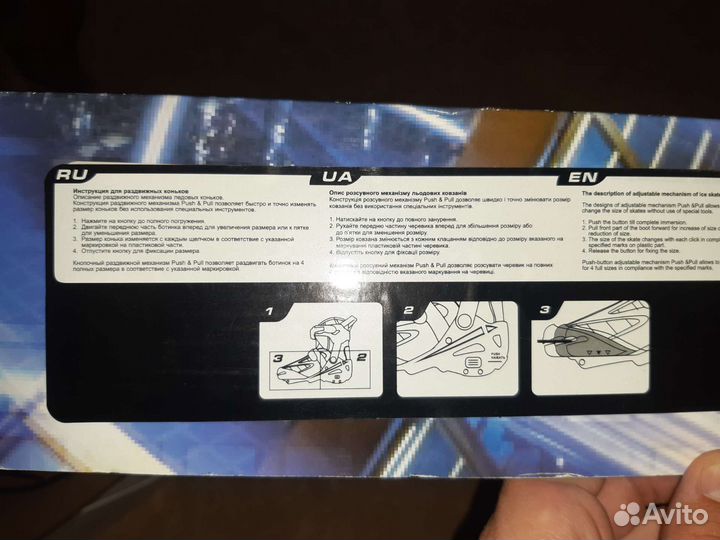 RU
Инструкция для раздвижных коньков
Описание раздвижного механизма ледовых коньков.
Конструкция раздвижного механизма Push & Pull позволяет быстро и точно изменять
размер коньков без использования специальных инструментов.
1. Нажмите на кнопку до полного погружения.
2. Двигайте переднюю часть ботинка вперед для увеличения размера или к пятке
для уменьшения размера.
3. Размер конька изменяется с каждым щелчком в соответствие с указанной
маркировкой на пластиковой части.
4. Отпустите кнопку для фиксации размера
Кнопочный раздвижной механизм Push & Pull позволяет раздвигать ботинок на 4
полных размера в соответствие с указанной маркировкой.
UA
Опис розсувного механізму льодових ковзанів
Конструкція розсувного механізму Push & Pull дозволяє швидко і точно змінювати розмір
ковзанів без використання специальних інструментів.
1. Натискайте на кнопку до повного занурення.
2. Рухайте передню частину черевика вперед для збільшення розміру або
до п'ятки для зменшення розміру.
3. Розмір ковзана змінюється з кожним клацанням відповідно до розміру вказаного на
маркування пластикової частини черевика.
4. Відпустіть кнопку для фіксації розміру.
розсувний механізм Push & Pull дозволяє розсувати черевик на повних
відповідність вказаного маркування на черевиці.
EN
The description of adjustable mechanism of ice skate
The designs of adjustable mechanism Push &Pull allows
change the size of skates without use of special tools.
1. Push the button till complete immersion.
2. Pull front part of the boot forward for increase of size
reduction of size.
3. The size of the skate changes with each click in comp
specified marks on plastic part.
4. Release the button for fixing the size.
Push-button adjustable mechanism Push &Pull allows b
for 4 full sizes in compliance with the specified marks.
1
3
2
2
PUSH
НАЖАТЬ
3
Avito